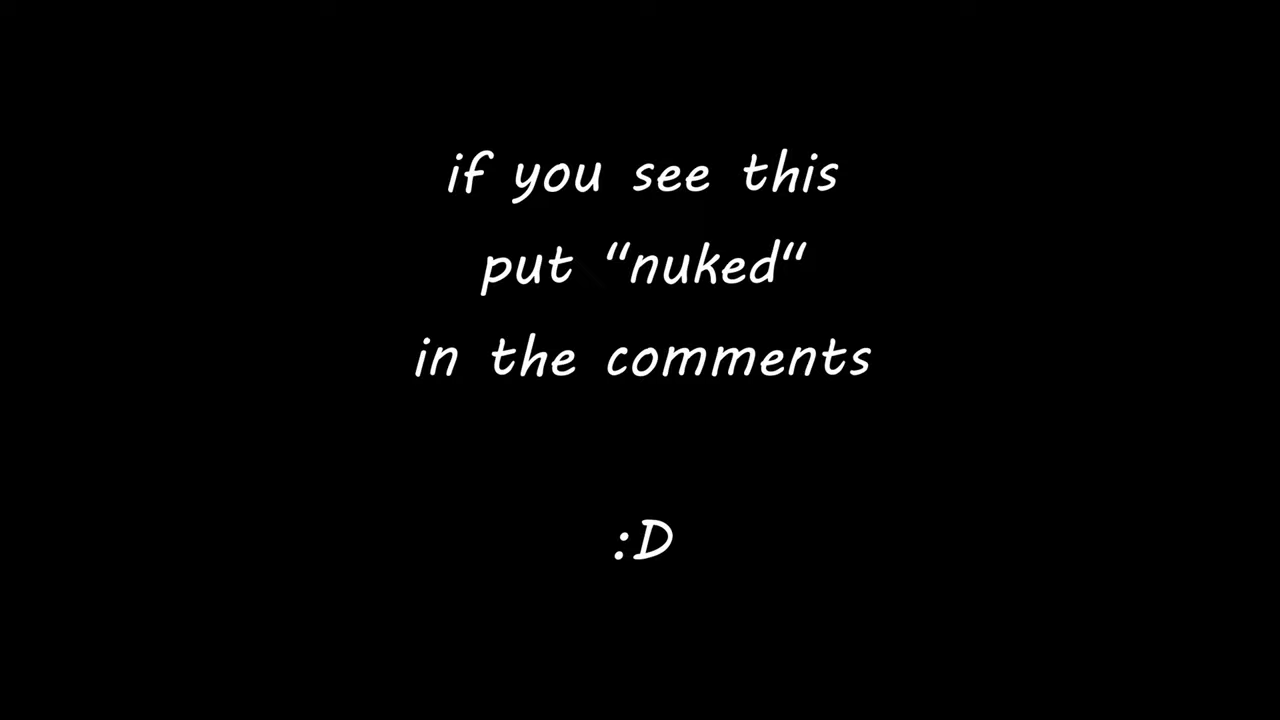 if you see this
put “nuked“
in the comments
:D